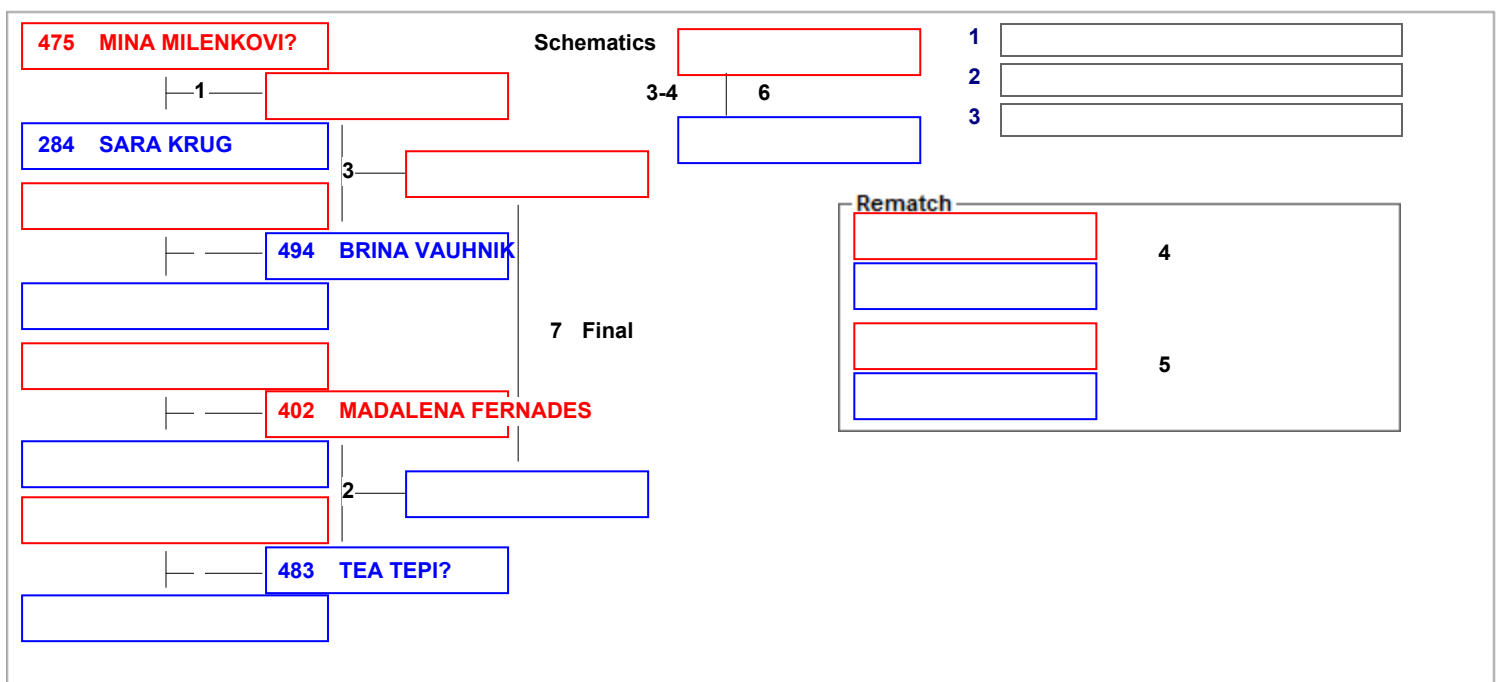 475 MINA MILENKOVI?
1
284 SARA KRUG
3
494 BRINA VAUHNIK
7 Final
402 MADALENA FERNADES
2
483 TEA TEPI?
Schematics
3-4 6
1
2
3
Rematch
4
5